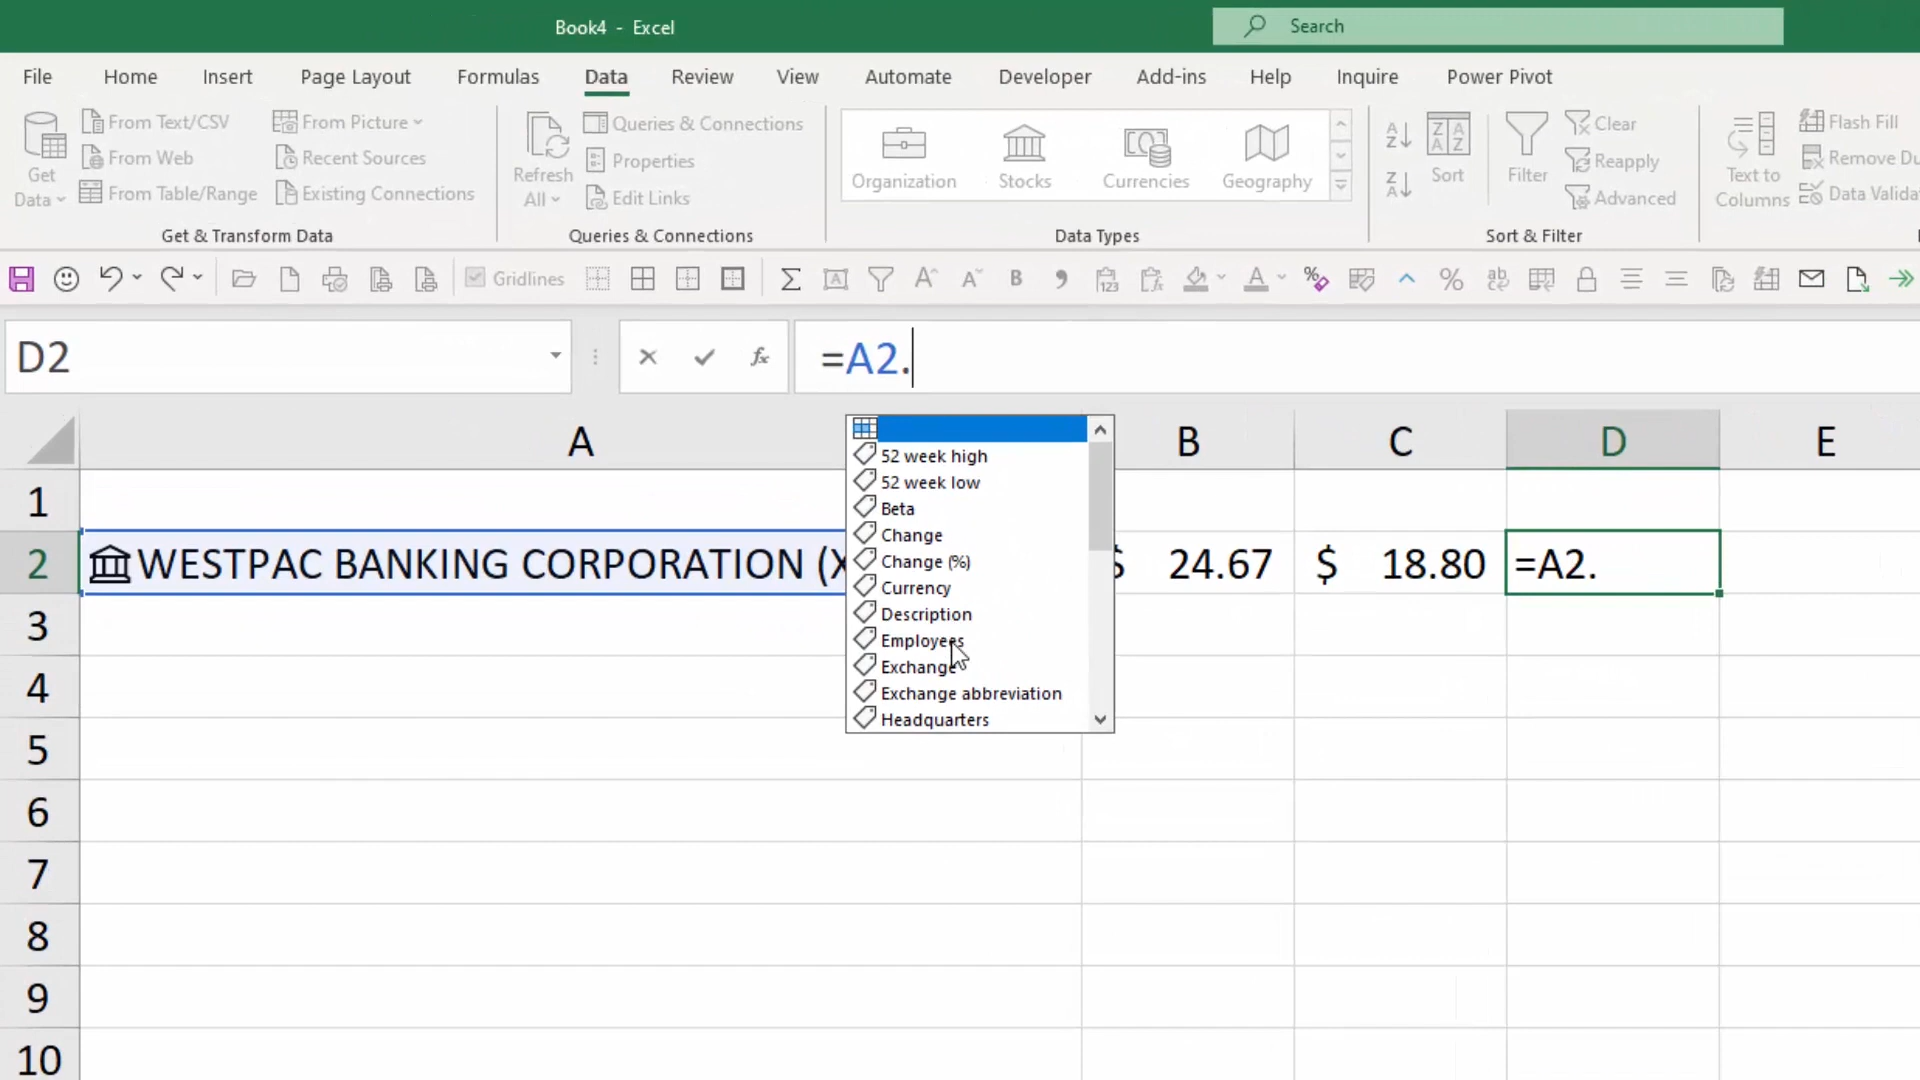 Book4 - Excel
Search
File Home Insert Page Layout Formulas Data Review View Automate Developer Add-ins Help Inquire Power Pivot
Get Data
From Text/CSV
From Web
From Table/Range
From Picture
Recent Sources
Existing Connections
Get & Transform Data
Refresh All
Queries & Connections
Properties
Edit Links
Queries & Connections
Organization Stocks Currencies Geography
Data Types
Sort
Filter
Clear
Reapply
Advanced
Sort & Filter
Text to Columns
Flash Fill
Remove Du
Data Valida
Gridlines
D2
=A2.
A B C D E
1
2 WESTPAC BANKING CORPORATION (X $ 24.67 $ 18.80 =A2.
52 week high
52 week low
Beta
Change
Change (%)
Currency
Description
Employees
Exchange
Exchange abbreviation
Headquarters
3
4
5
6
7
8
9
10